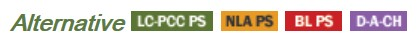 Alternative LC-PCC PS NLA PS BL PS D-A-CH